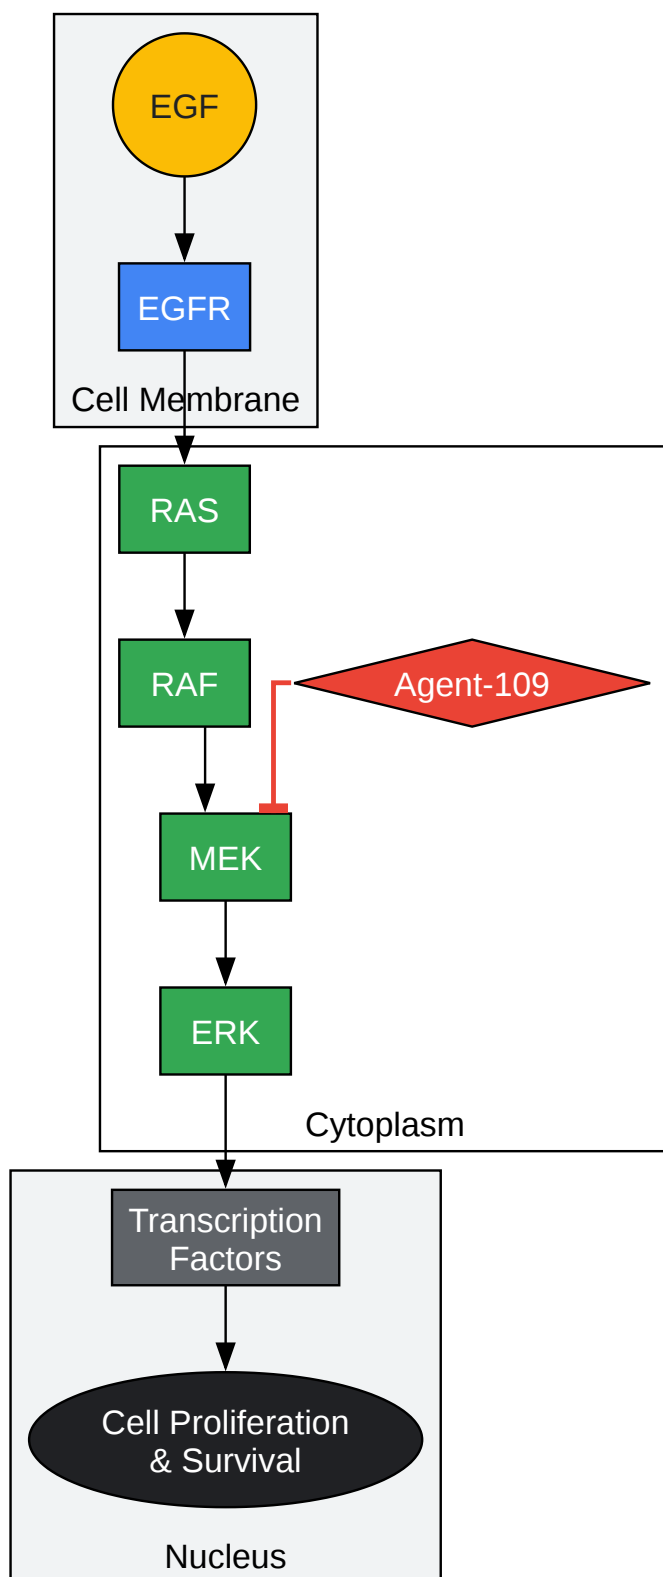 EGF
EGFR
Cell Membrane
RAS
RAF
Agent-109
MEK
ERK
Cytoplasm
Transcription
Factors
Cell Proliferation
& Survival
Nucleus